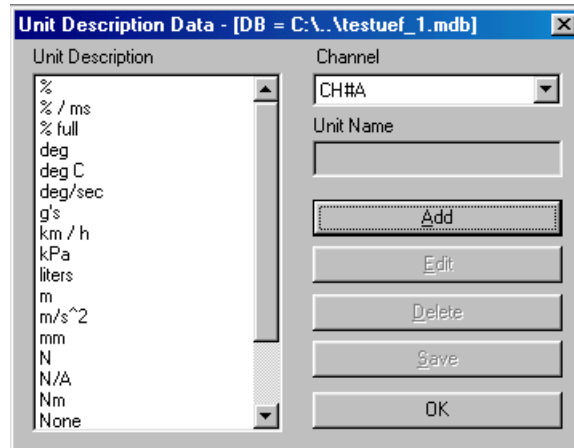 Unit Description Data - [DB = C:\..\testuef_1.mdb]
Unit Description
%
% / ms
% full
deg
deg C
deg/sec
g's
km / h
kPa
liters
m
m/s^2
mm
N
N/A
Nm
None
Channel
CH#A
Unit Name
Add
Edit
Delete
Save
OK